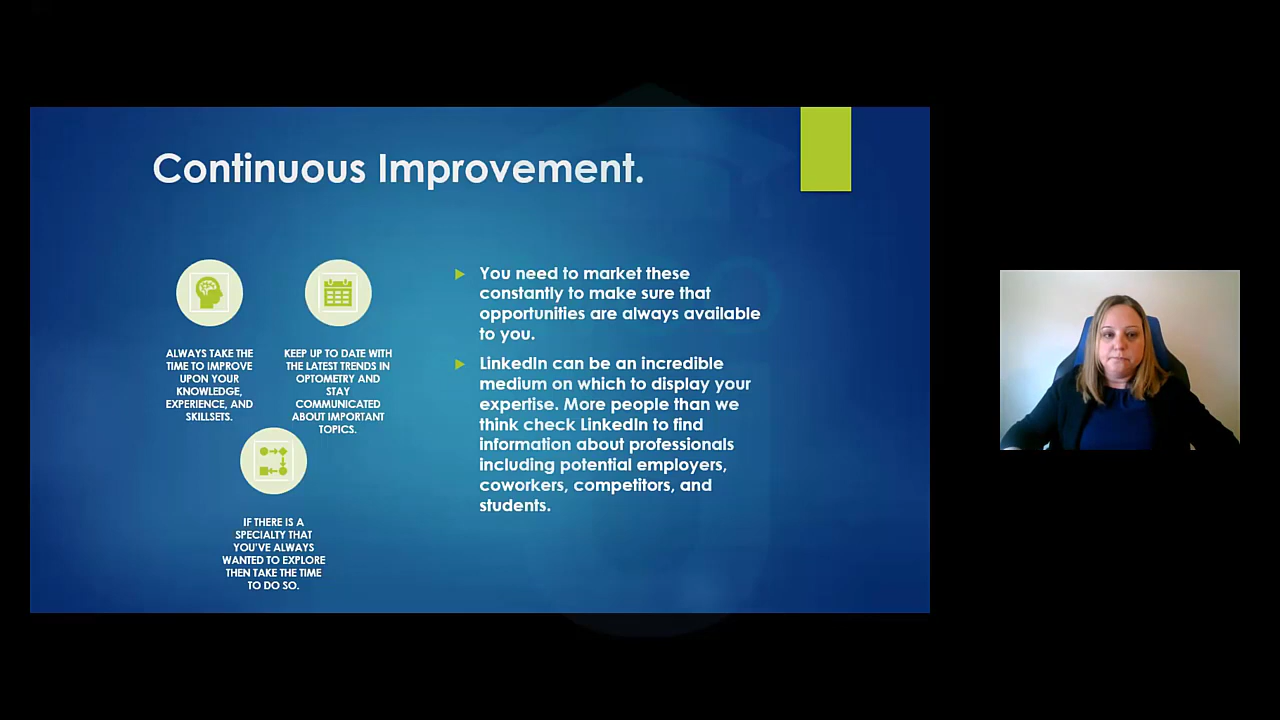 Continuous Improvement.
ALWAYS TAKE THE
TIME TO IMPROVE
UPON YOUR
KNOWLEDGE,
EXPERIENCE, AND
SKILLSETS.
KEEP UP TO DATE WITH
THE LATEST TRENDS IN
OPTOMETRY AND
STAY
COMMUNICATED
ABOUT IMPORTANT
TOPICS.
IF THERE IS A
SPECIALTY THAT
YOU'VE ALWAYS
WANTED TO EXPLORE
THEN TAKE THE TIME
TO DO SO.
You need to market these
constantly to make sure that
opportunities are always available
to you.
LinkedIn can be an incredible
medium on which to display your
expertise. More people than we
think check LinkedIn to find
information about professionals
including potential employers,
coworkers, competitors, and
students.